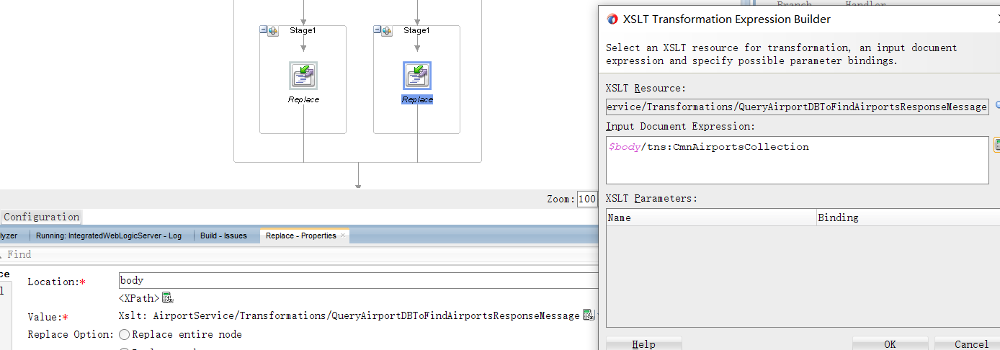 Branch Handler
Stage1 Stage1
Replace Replace
Zoom: 100
Configuration
lyzer Running: IntegratedWebLogicServer - Log Build - Issues Replace - Properties
Find
ce
l
Location:* body
<XPath>
Value:* Xslt: AirportService/Transformations/QueryAirportDBToFindAirportsResponseMessage
Replace Option: Replace entire node
XSLT Transformation Expression Builder
Select an XSLT resource for transformation, an input document
expression and specify possible parameter bindings.
XSLT Resource:
ervice/Transformations/QueryAirportDBToFindAirportsResponseMessage
Input Document Expression:
$body/tns:CmnAirportsCollection
XSLT Parameters:
Name Binding
Help OK Cancel